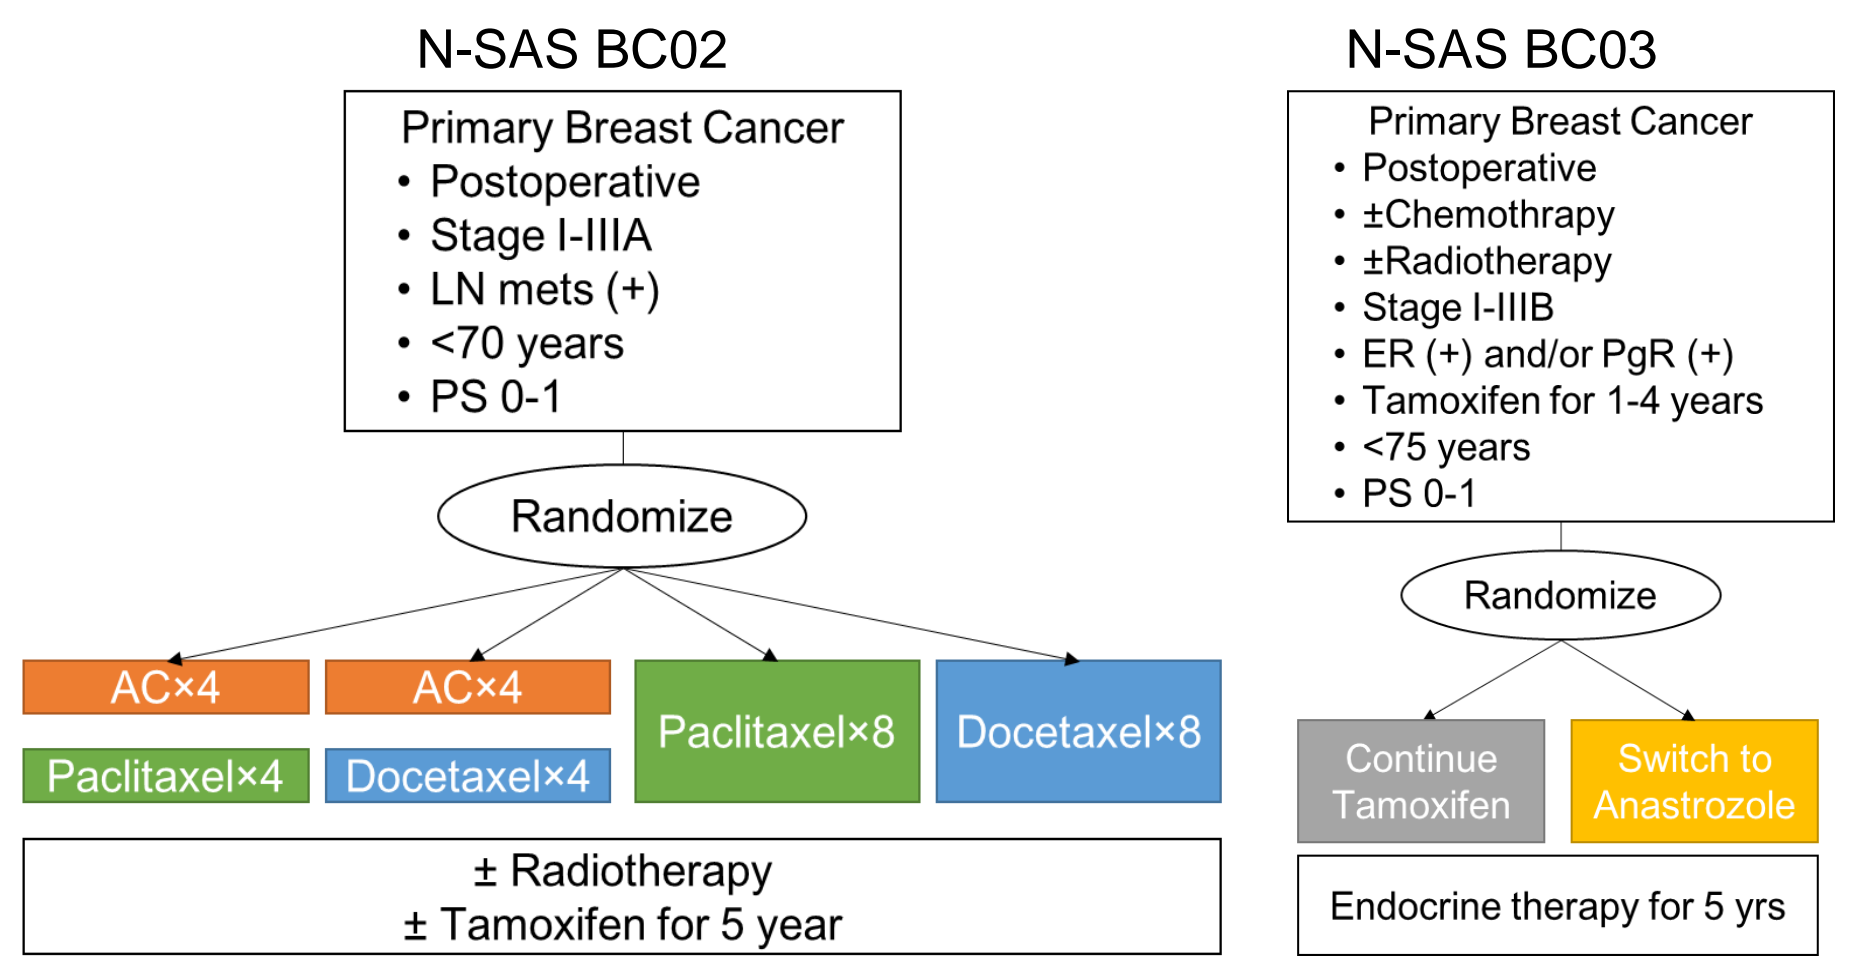 N-SAS BC02
Primary Breast Cancer
• Postoperative
• Stage I-IIIA
• LN mets (+)
• <70 years
• PS 0-1
Randomize
AC×4
Paclitaxel×4
AC×4
Docetaxel×4
Paclitaxel×8
Docetaxel×8
± Radiotherapy
± Tamoxifen for 5 year
N-SAS BC03
Primary Breast Cancer
• Postoperative
• ±Chemothrapy
• ±Radiotherapy
• Stage I-IIIB
• ER (+) and/or PgR (+)
• Tamoxifen for 1-4 years
• <75 years
• PS 0-1
Randomize
Continue
Tamoxifen
Switch to
Anastrozole
Endocrine therapy for 5 yrs